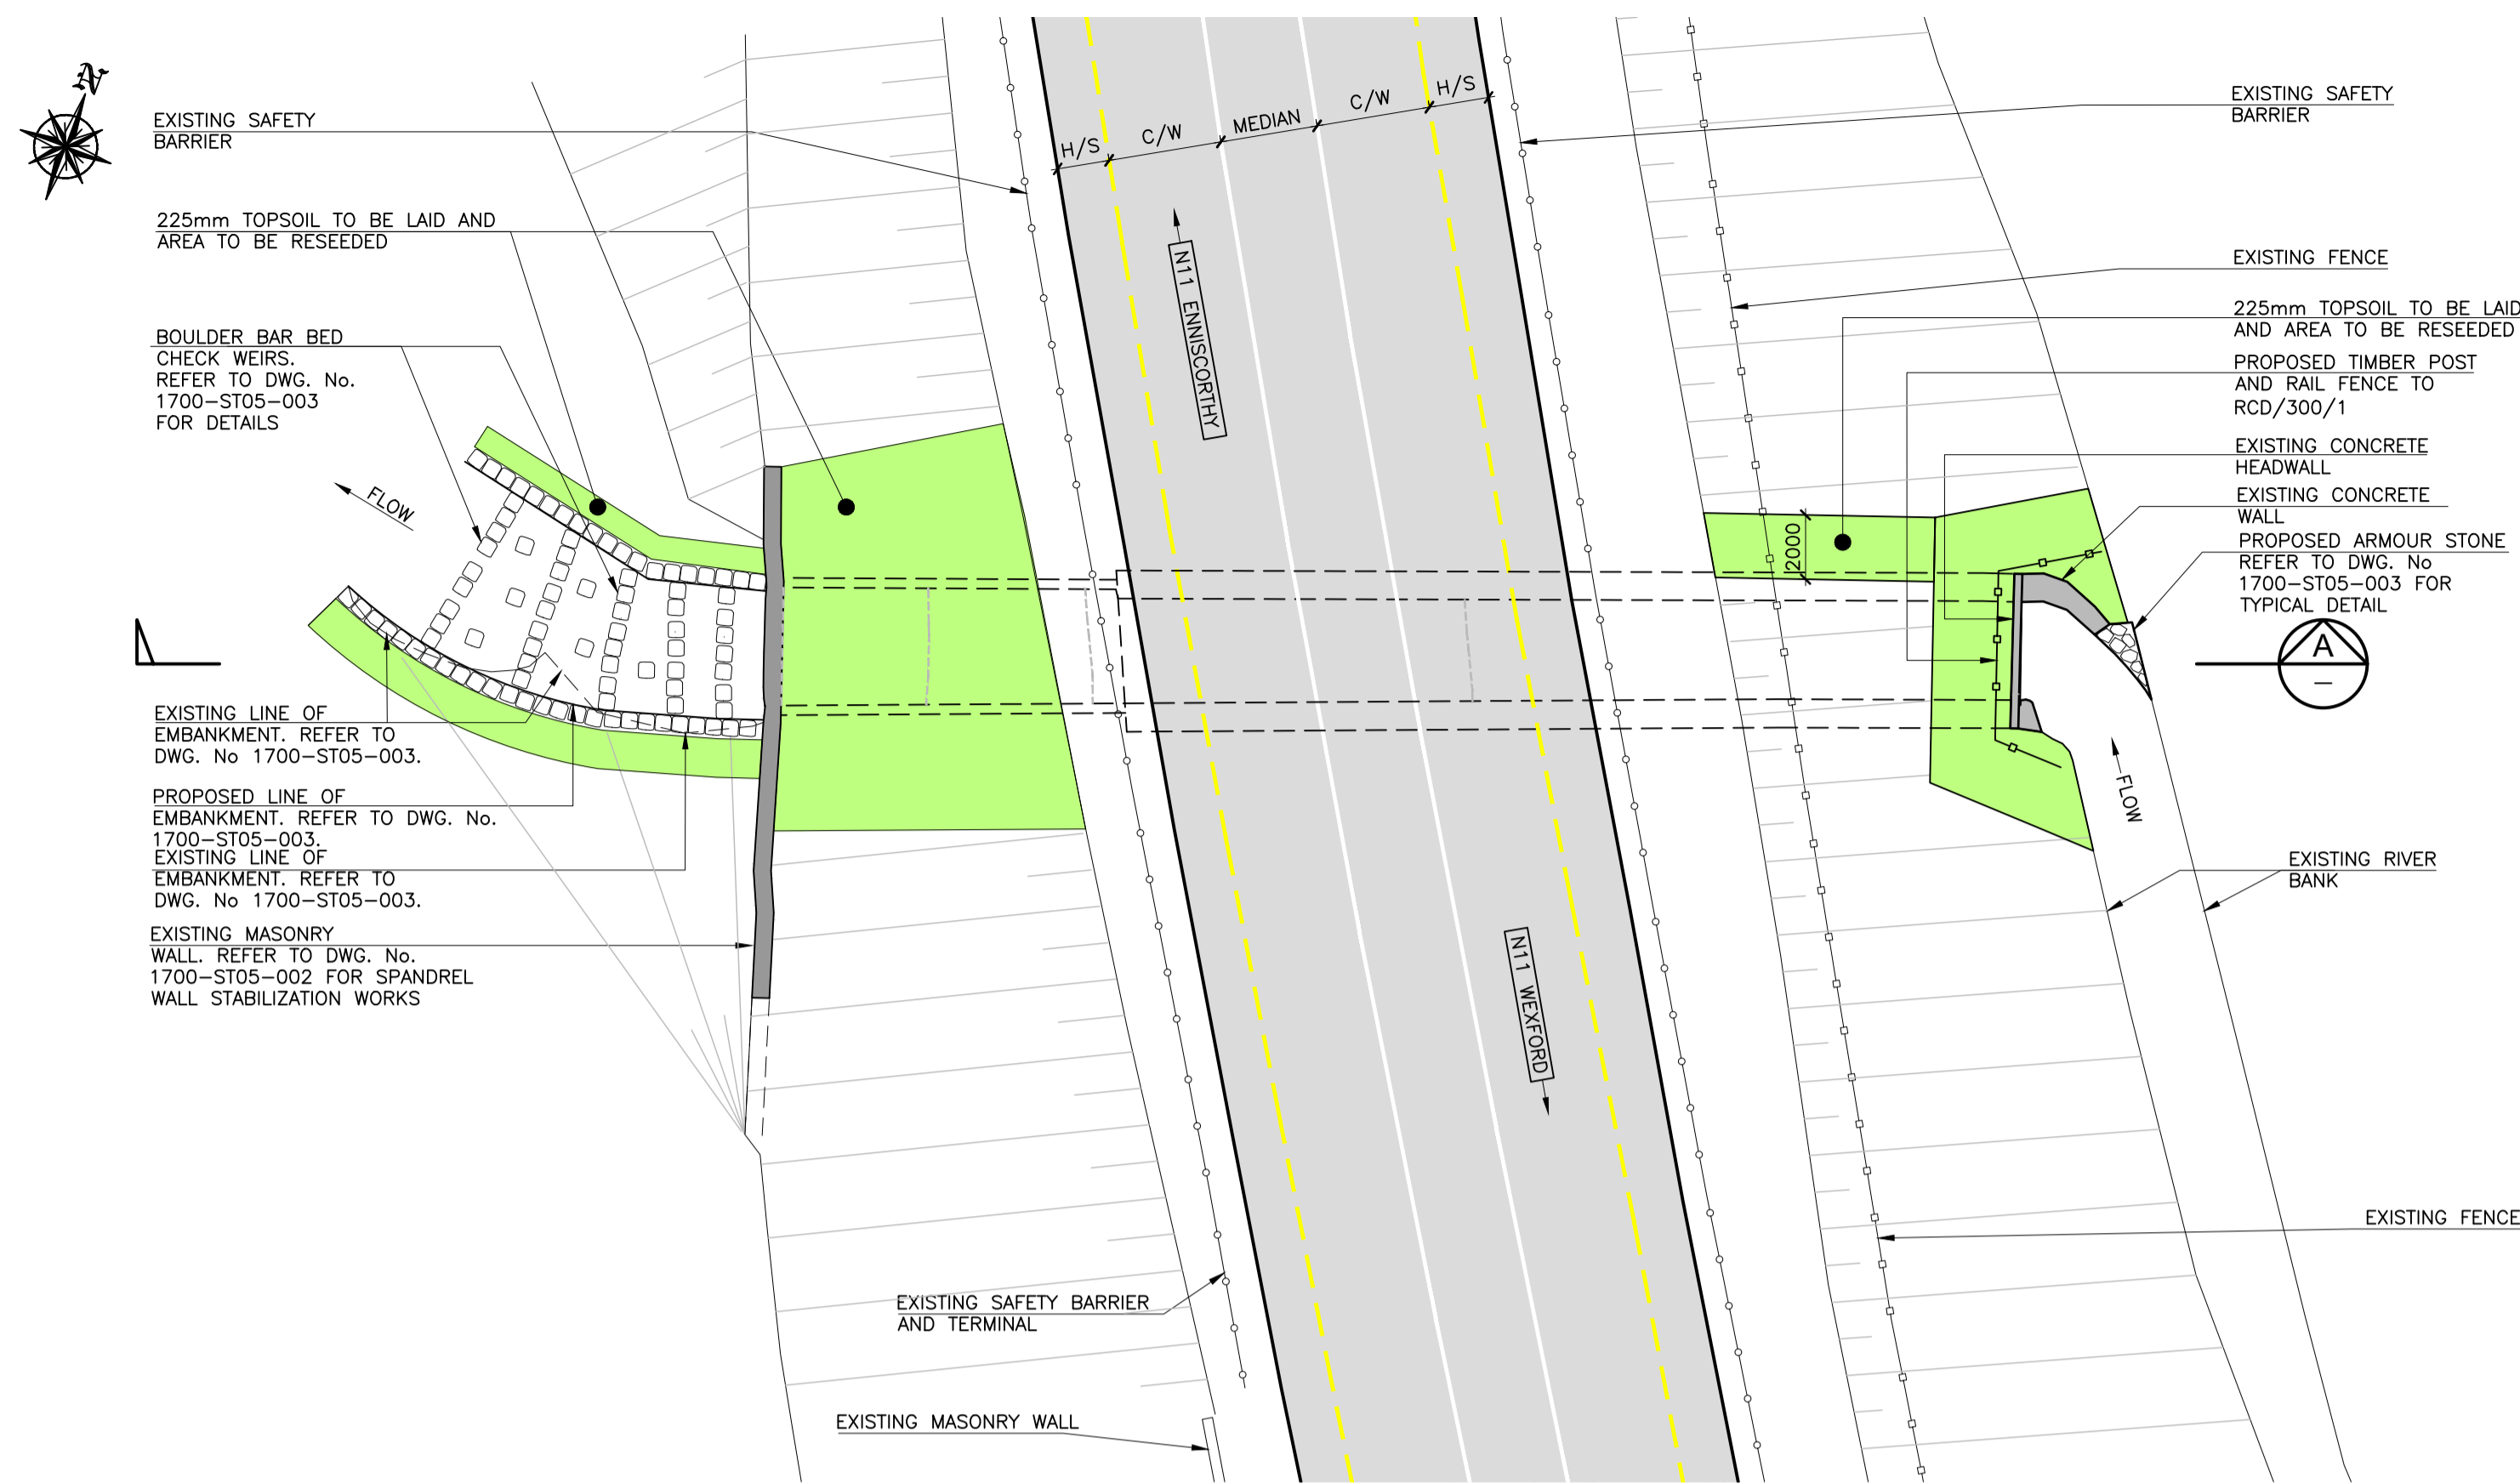 N
EXISTING SAFETY
BARRIER
225mm TOPSOIL TO BE LAID AND
AREA TO BE RESEEDED
BOULDER BAR BED
CHECK WEIRS.
REFER TO DWG. No.
1700-ST05-003
FOR DETAILS
FLOW
EXISTING LINE OF
EMBANKMENT. REFER TO
DWG. No 1700-ST05-003.
PROPOSED LINE OF
EMBANKMENT. REFER TO DWG. No.
1700-ST05-003.
EXISTING LINE OF
EMBANKMENT. REFER TO
DWG. No 1700-ST05-003.
EXISTING MASONRY
WALL. REFER TO DWG. No.
1700-ST05-002 FOR SPANDREL
WALL STABILIZATION WORKS
H/S
C/W
MEDIAN
C/W
H/S
N11 ENNISCORTHY
N11 WEXFORD
EXISTING SAFETY BARRIER
AND TERMINAL
EXISTING MASONRY WALL
2000
EXISTING SAFETY
BARRIER
EXISTING FENCE
225mm TOPSOIL TO BE LAID
AND AREA TO BE RESEEDED
PROPOSED TIMBER POST
AND RAIL FENCE TO
RCD/300/1
EXISTING CONCRETE
HEADWALL
EXISTING CONCRETE
WALL
PROPOSED ARMOUR STONE
REFER TO DWG. No
1700-ST05-003 FOR
TYPICAL DETAIL
A
–
FLOW
EXISTING RIVER
BANK
EXISTING FENCE